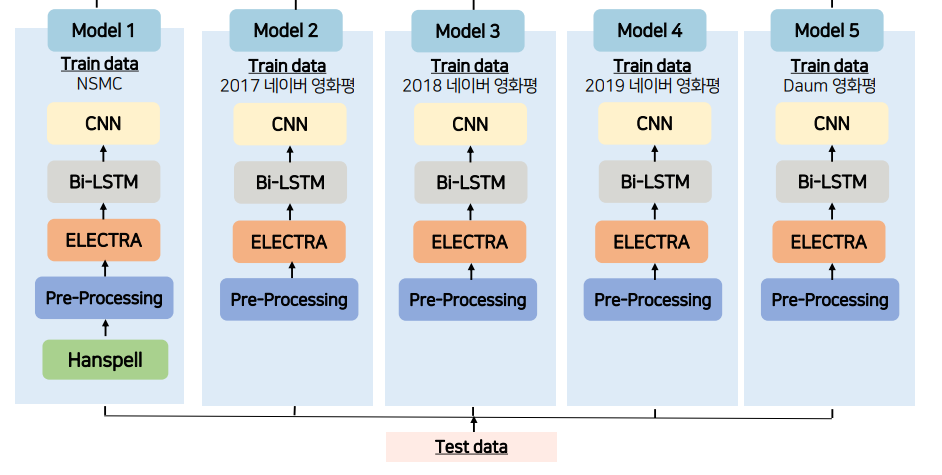 Model 1
Train data
NSMC
CNN
Bi-LSTM
ELECTRA
Pre-Processing
Hanspell
Model 2
Train data
2017 네이버 영화평
CNN
Bi-LSTM
ELECTRA
Pre-Processing
Model 3
Train data
2018 네이버 영화평
CNN
Bi-LSTM
ELECTRA
Pre-Processing
Model 4
Train data
2019 네이버 영화평
CNN
Bi-LSTM
ELECTRA
Pre-Processing
Model 5
Train data
Daum 영화평
CNN
Bi-LSTM
ELECTRA
Pre-Processing
Test data